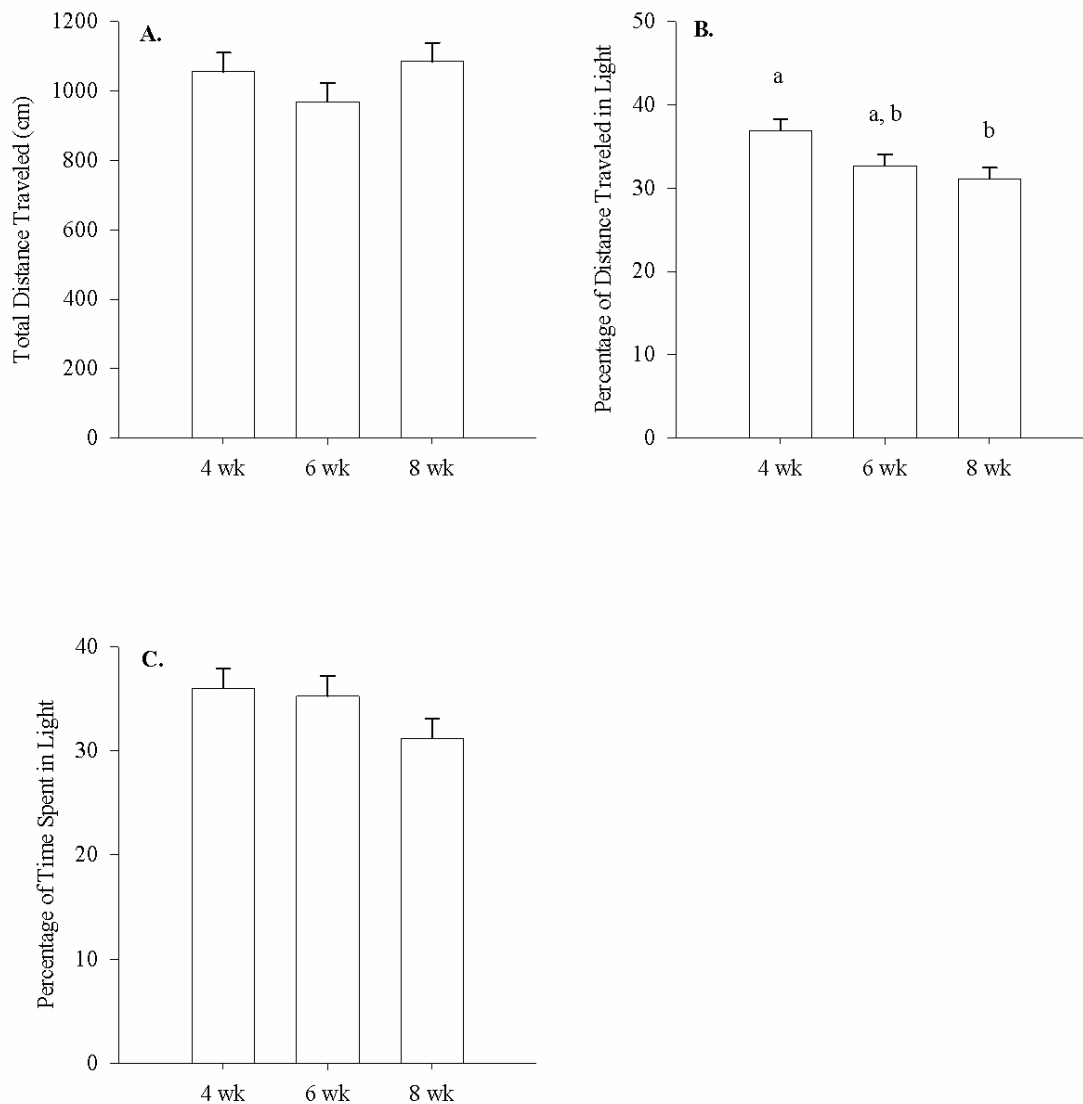 A.
Total Distance Traveled (cm)
1200
1000
800
600
400
200
0
4 wk 6 wk 8 wk
B.
Percentage of Distance Traveled in Light
50
40
30
20
10
0
a
a, b
b
4 wk 6 wk 8 wk
C.
Percentage of Time Spent in Light
40
30
20
10
0
4 wk 6 wk 8 wk